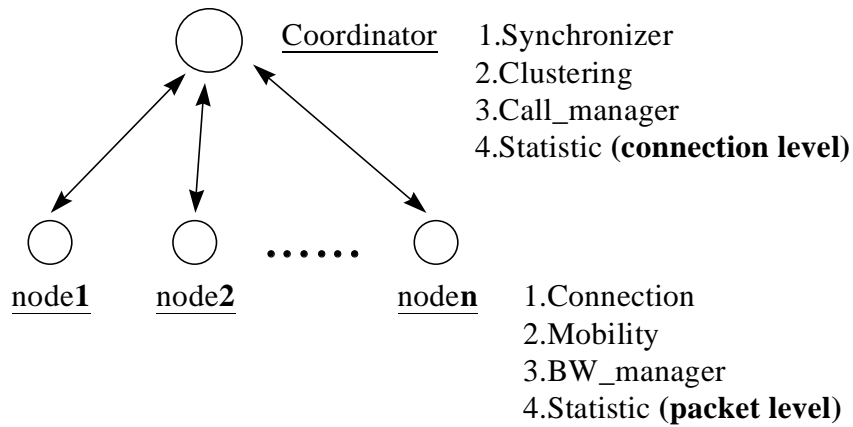 Coordinator 1.Synchronizer
2.Clustering
3.Call_manager
4.Statistic (connection level)
node1 node2 ...... noden 1.Connection
2.Mobility
3.BW_manager
4.Statistic (packet level)